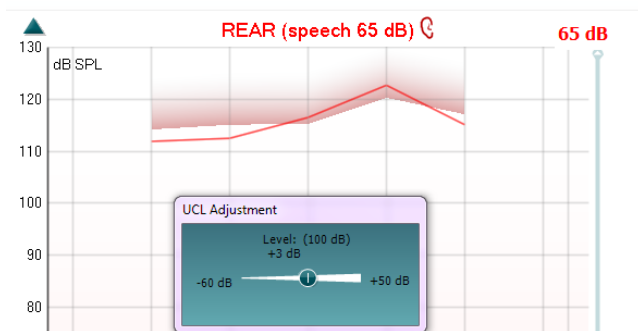 REAR (speech 65 dB)
65 dB
130
dB SPL
120
110
100
UCL Adjustment
Level: (100 dB)
+3 dB
90
-60 dB
+50 dB
80